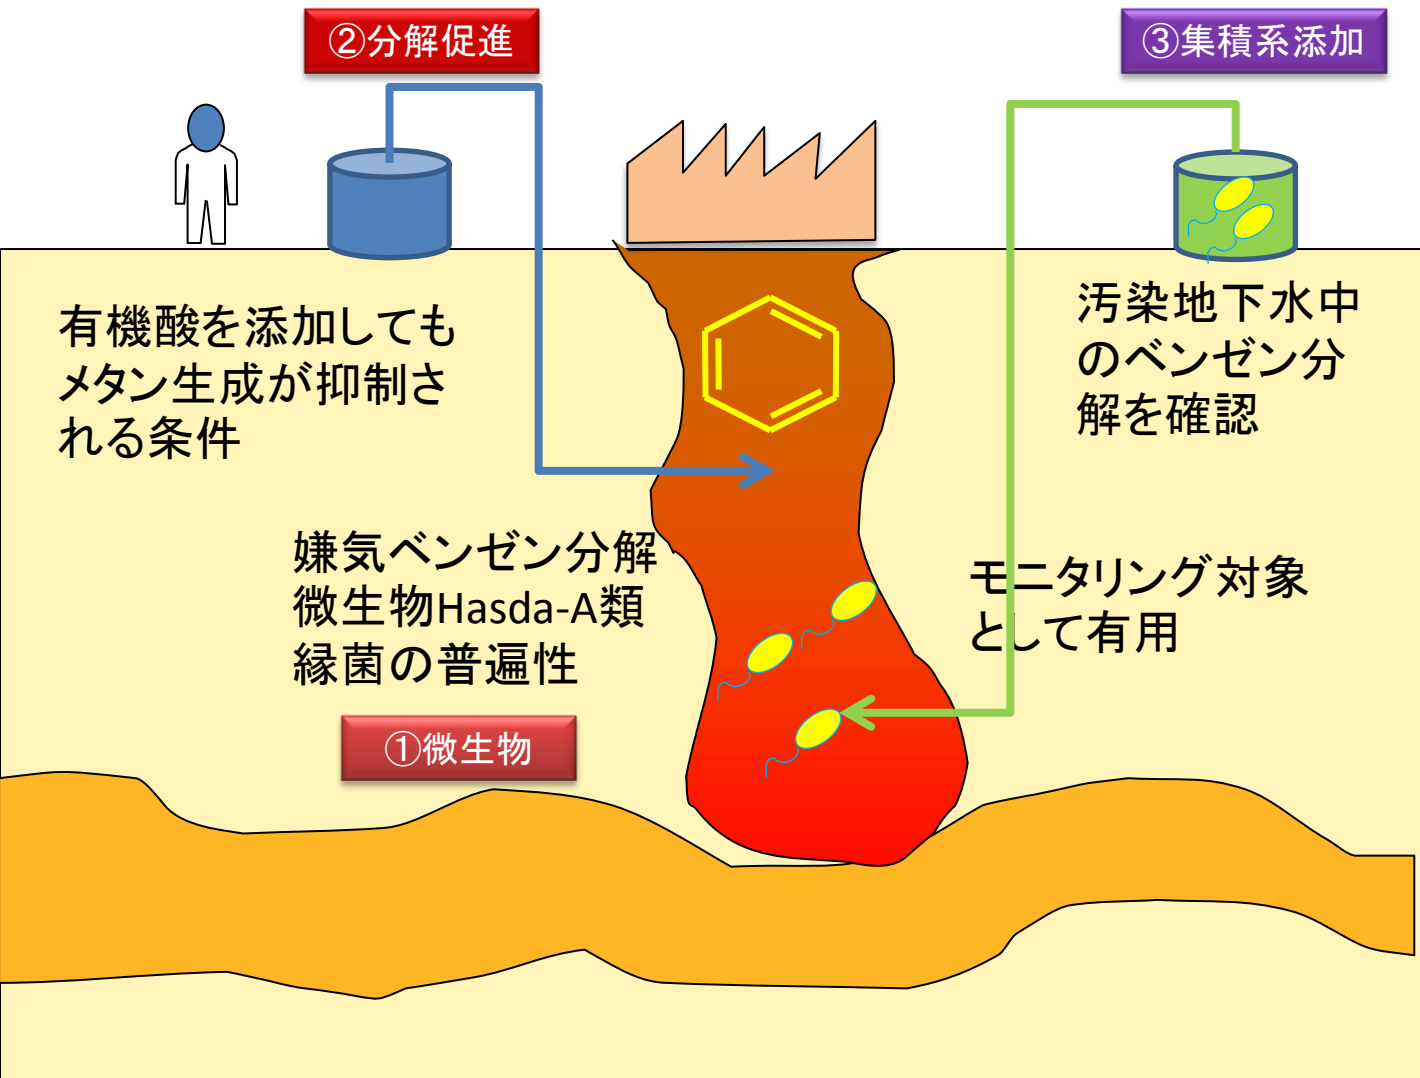 ②分解促進
③集積系添加
有機酸を添加しても
メタン生成が抑制さ
れる条件
汚染地下水中
のベンゼン分
解を確認
嫌気ベンゼン分解
微生物Hasda-A類
縁菌の普遍性
モニタリング対象
として有用
①微生物